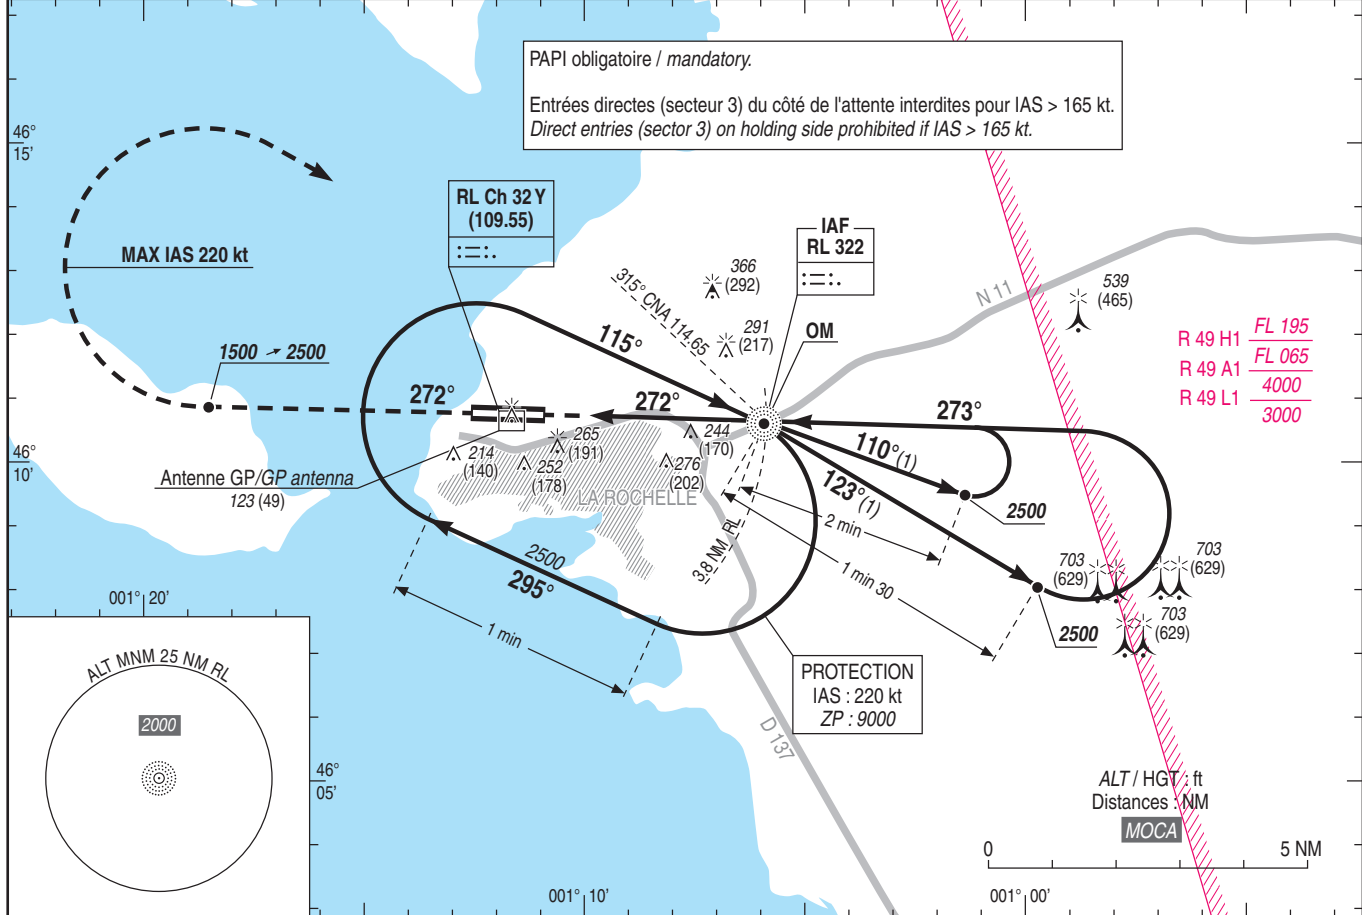 PAPI obligatoire / mandatory.
Entrées directes (secteur 3) du côté de l'attente interdites pour IAS > 165 kt.
Direct entries (sector 3) on holding side prohibited if IAS > 165 kt.
46°
15'
RL Ch 32 Y
(109.55)
IAF
RL 322
MAX IAS 220 kt
366
(292)
315° CNA 114.65
291
(217)
OM
N 11
539
(465)
R 49 H1 FL 195
R 49 A1 FL 065
4000
R 49 L1
3000
115°
1500 → 2500
272°
272°
273°
265
(191)
244
(170)
214
(140)
252
(178)
276
(202)
110°(1)
123°(1)
46°
10'
Antenne GP/GP antenna
123 (49)
LA ROCHELLE
2500
2 min
3.8 NM RL
1 min 30
2500
295°
1 min
703
(629)
703
(629)
703
(629)
2500
001° 20'
ALT MNM 25 NM RL
2000
PROTECTION
IAS : 220 kt
ZP : 9000
D 137
46°
05'
ALT / HGT : ft
Distances : NM
MOCA
0
5 NM
001° 10'
001° 00'